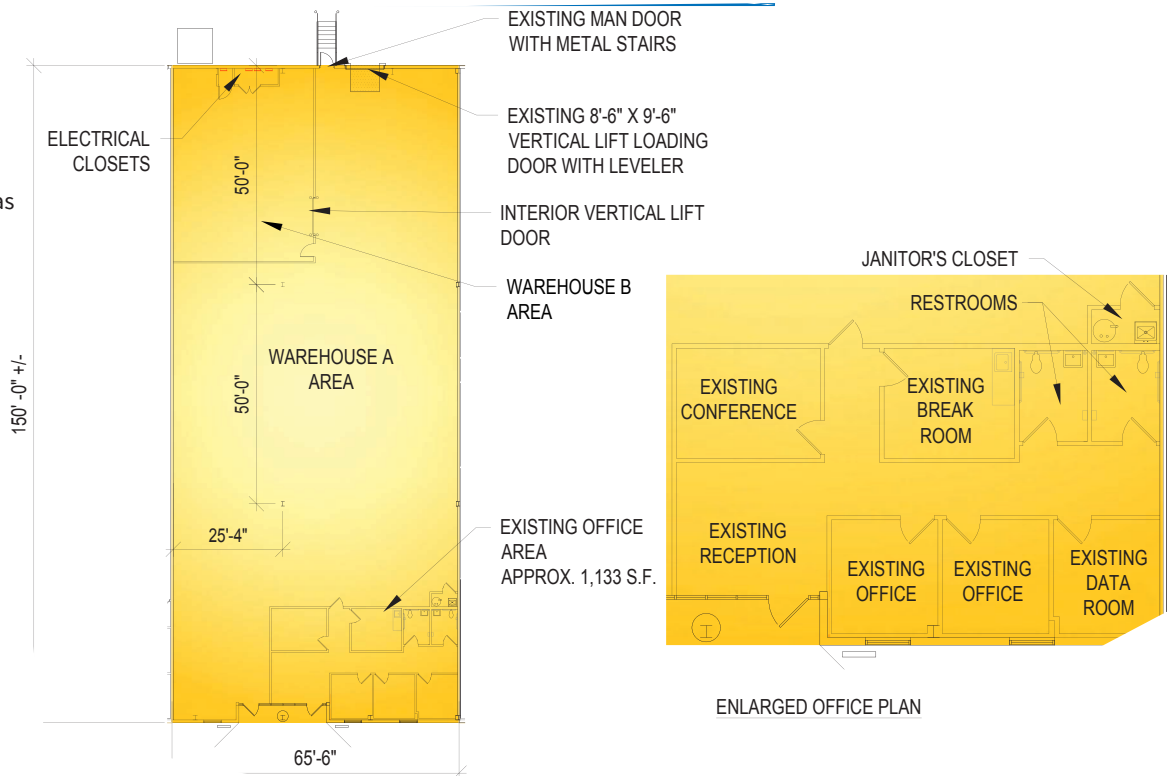 EXISTING MAN DOOR
WITH METAL STAIRS
EXISTING 8'-6" X 9'-6"
VERTICAL LIFT LOADING
DOOR WITH LEVELER
ELECTRICAL
CLOSETS
50'-0"
as
INTERIOR VERTICAL LIFT
DOOR
WAREHOUSE B
AREA
WAREHOUSE A
AREA
50'-0"
150' -0" +/-
25'-4"
EXISTING OFFICE
AREA
APPROX. 1,133 S.F.
65'-6"
JANITOR'S CLOSET
RESTROOMS
EXISTING
CONFERENCE
EXISTING
BREAK
ROOM
EXISTING
RECEPTION
EXISTING
OFFICE
EXISTING
OFFICE
EXISTING
DATA
ROOM
ENLARGED OFFICE PLAN